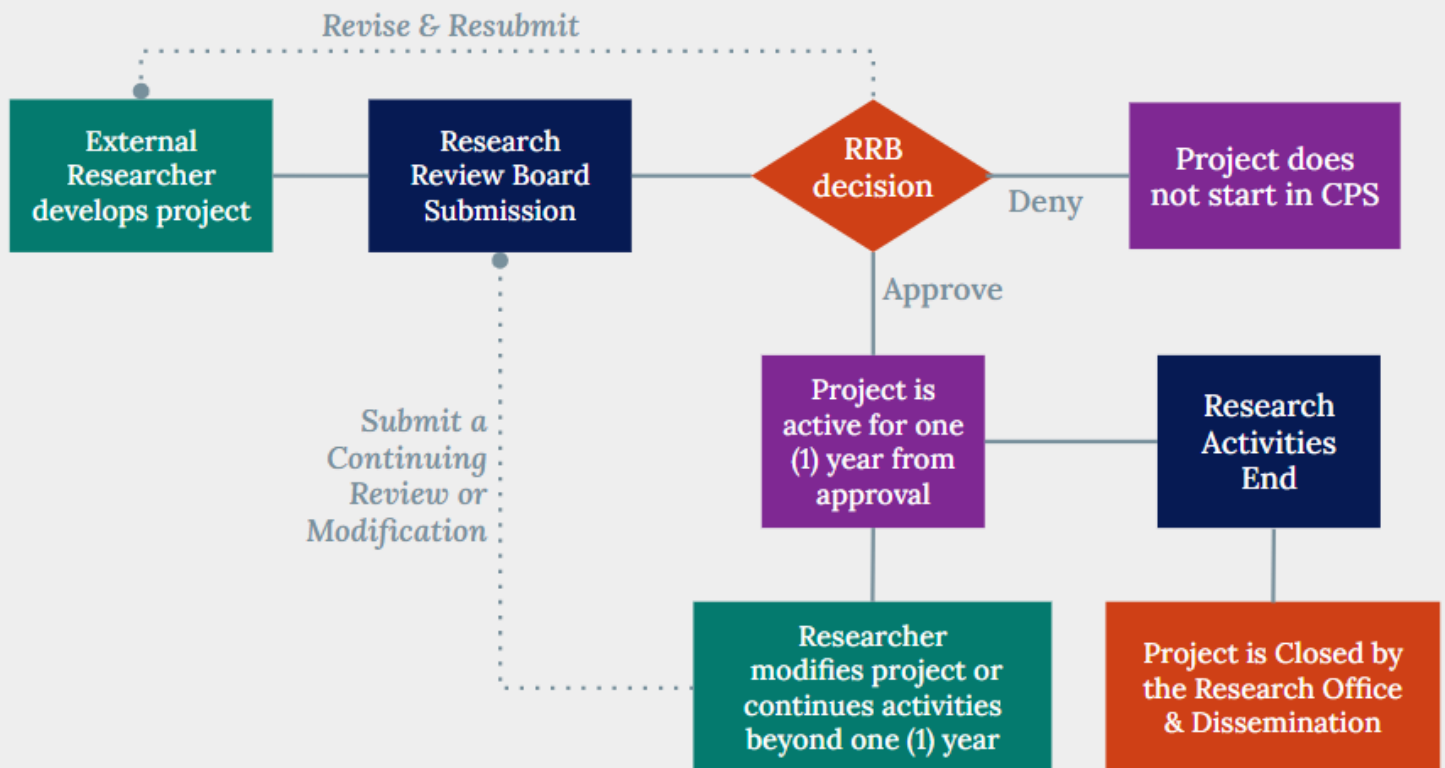 Revise & Resubmit
External
Researcher
develops project
Research
Review Board
Submission
RRB
decision
Deny
Project does
not start in CPS
Approve
Project is
active for one
(1) year from
approval
Research
Activities
End
Submit a
Continuing
Review or
Modification
Researcher
modifies project or
continues activities
beyond one (1) year
Project is Closed by
the Research Office
& Dissemination